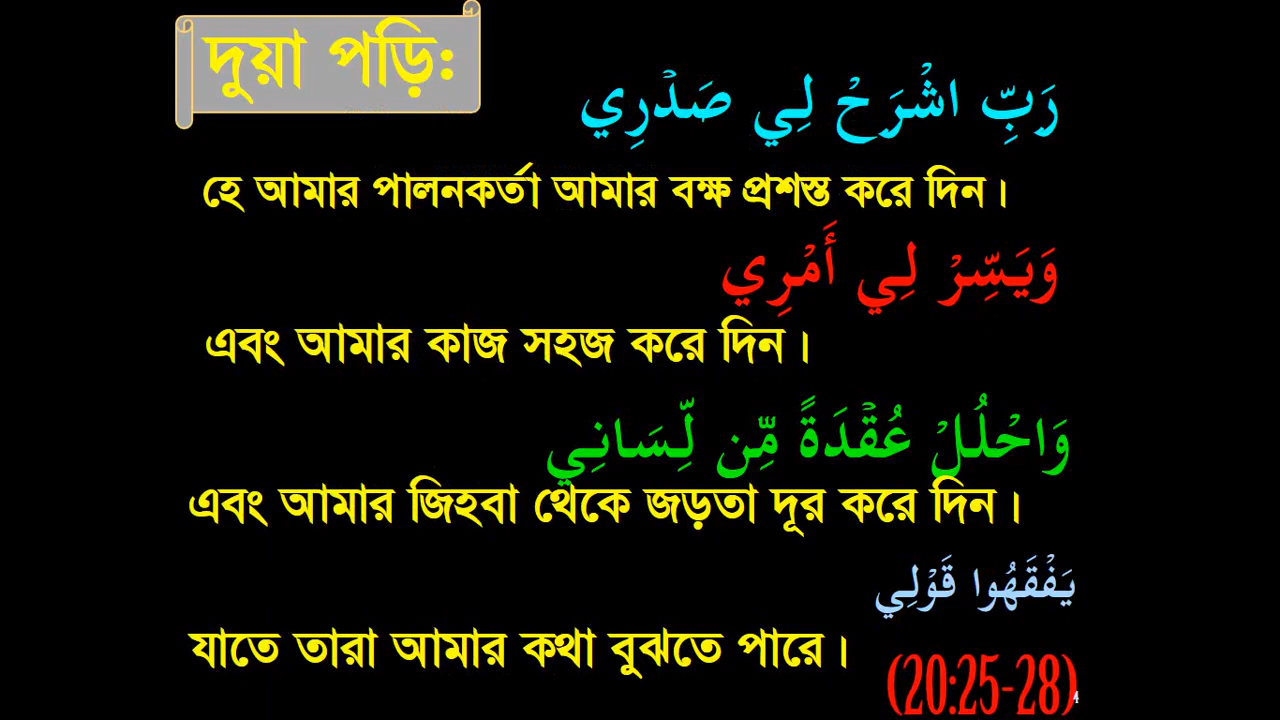 দুয়া পড়ি:
رَبِّ اشْرَحْ لِي صَدْرِي
হে আমার পালনকর্তা আমার বক্ষ প্রশস্ত করে দিন।
وَيَسِّرْ لِي أَمْرِي
এবং আমার কাজ সহজ করে দিন।
وَاحْلُلْ عُقْدَةً مِّن لِّسَانِي
এবং আমার জিহবা থেকে জড়তা দূর করে দিন।
يَفْقَهُوا قَوْلِي
যাতে তারা আমার কথা বুঝতে পারে।
(20:25-28)
4